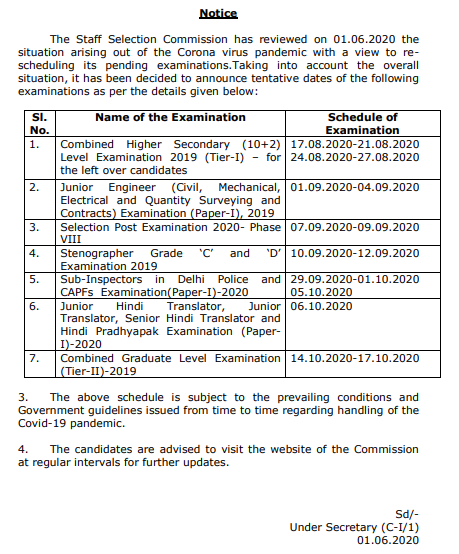 Notice
The Staff Selection Commission has reviewed on 01.06.2020 the
situation arising out of the Corona virus pandemic with a view to re-
scheduling its pending examinations.Taking into account the overall
situation, it has been decided to announce tentative dates of the following
examinations as per the details given below:
Sl. No. Name of the Examination Schedule of Examination
1. Combined Higher Secondary (10+2) 17.08.2020-21.08.2020
Level Examination 2019 (Tier-I) – for 24.08.2020-27.08.2020
the left over candidates
2. Junior Engineer (Civil, Mechanical, 01.09.2020-04.09.2020
Electrical and Quantity Surveying and
Contracts) Examination (Paper-I), 2019
3. Selection Post Examination 2020- Phase 07.09.2020-09.09.2020
VIII
4. Stenographer Grade ‘C’ and ‘D’ 10.09.2020-12.09.2020
Examination 2019
5. Sub-Inspectors in Delhi Police and 29.09.2020-01.10.2020
CAPFs Examination(Paper-I)-2020 05.10.2020
6. Junior Hindi Translator, Junior 06.10.2020
Translator, Senior Hindi Translator and
Hindi Pradhyapak Examination (Paper-
I)-2020
7. Combined Graduate Level Examination 14.10.2020-17.10.2020
(Tier-II)-2019
3. The above schedule is subject to the prevailing conditions and
Government guidelines issued from time to time regarding handling of the
Covid-19 pandemic.
4. The candidates are advised to visit the website of the Commission
at regular intervals for further updates.
Sd/-
Under Secretary (C-I/1)
01.06.2020